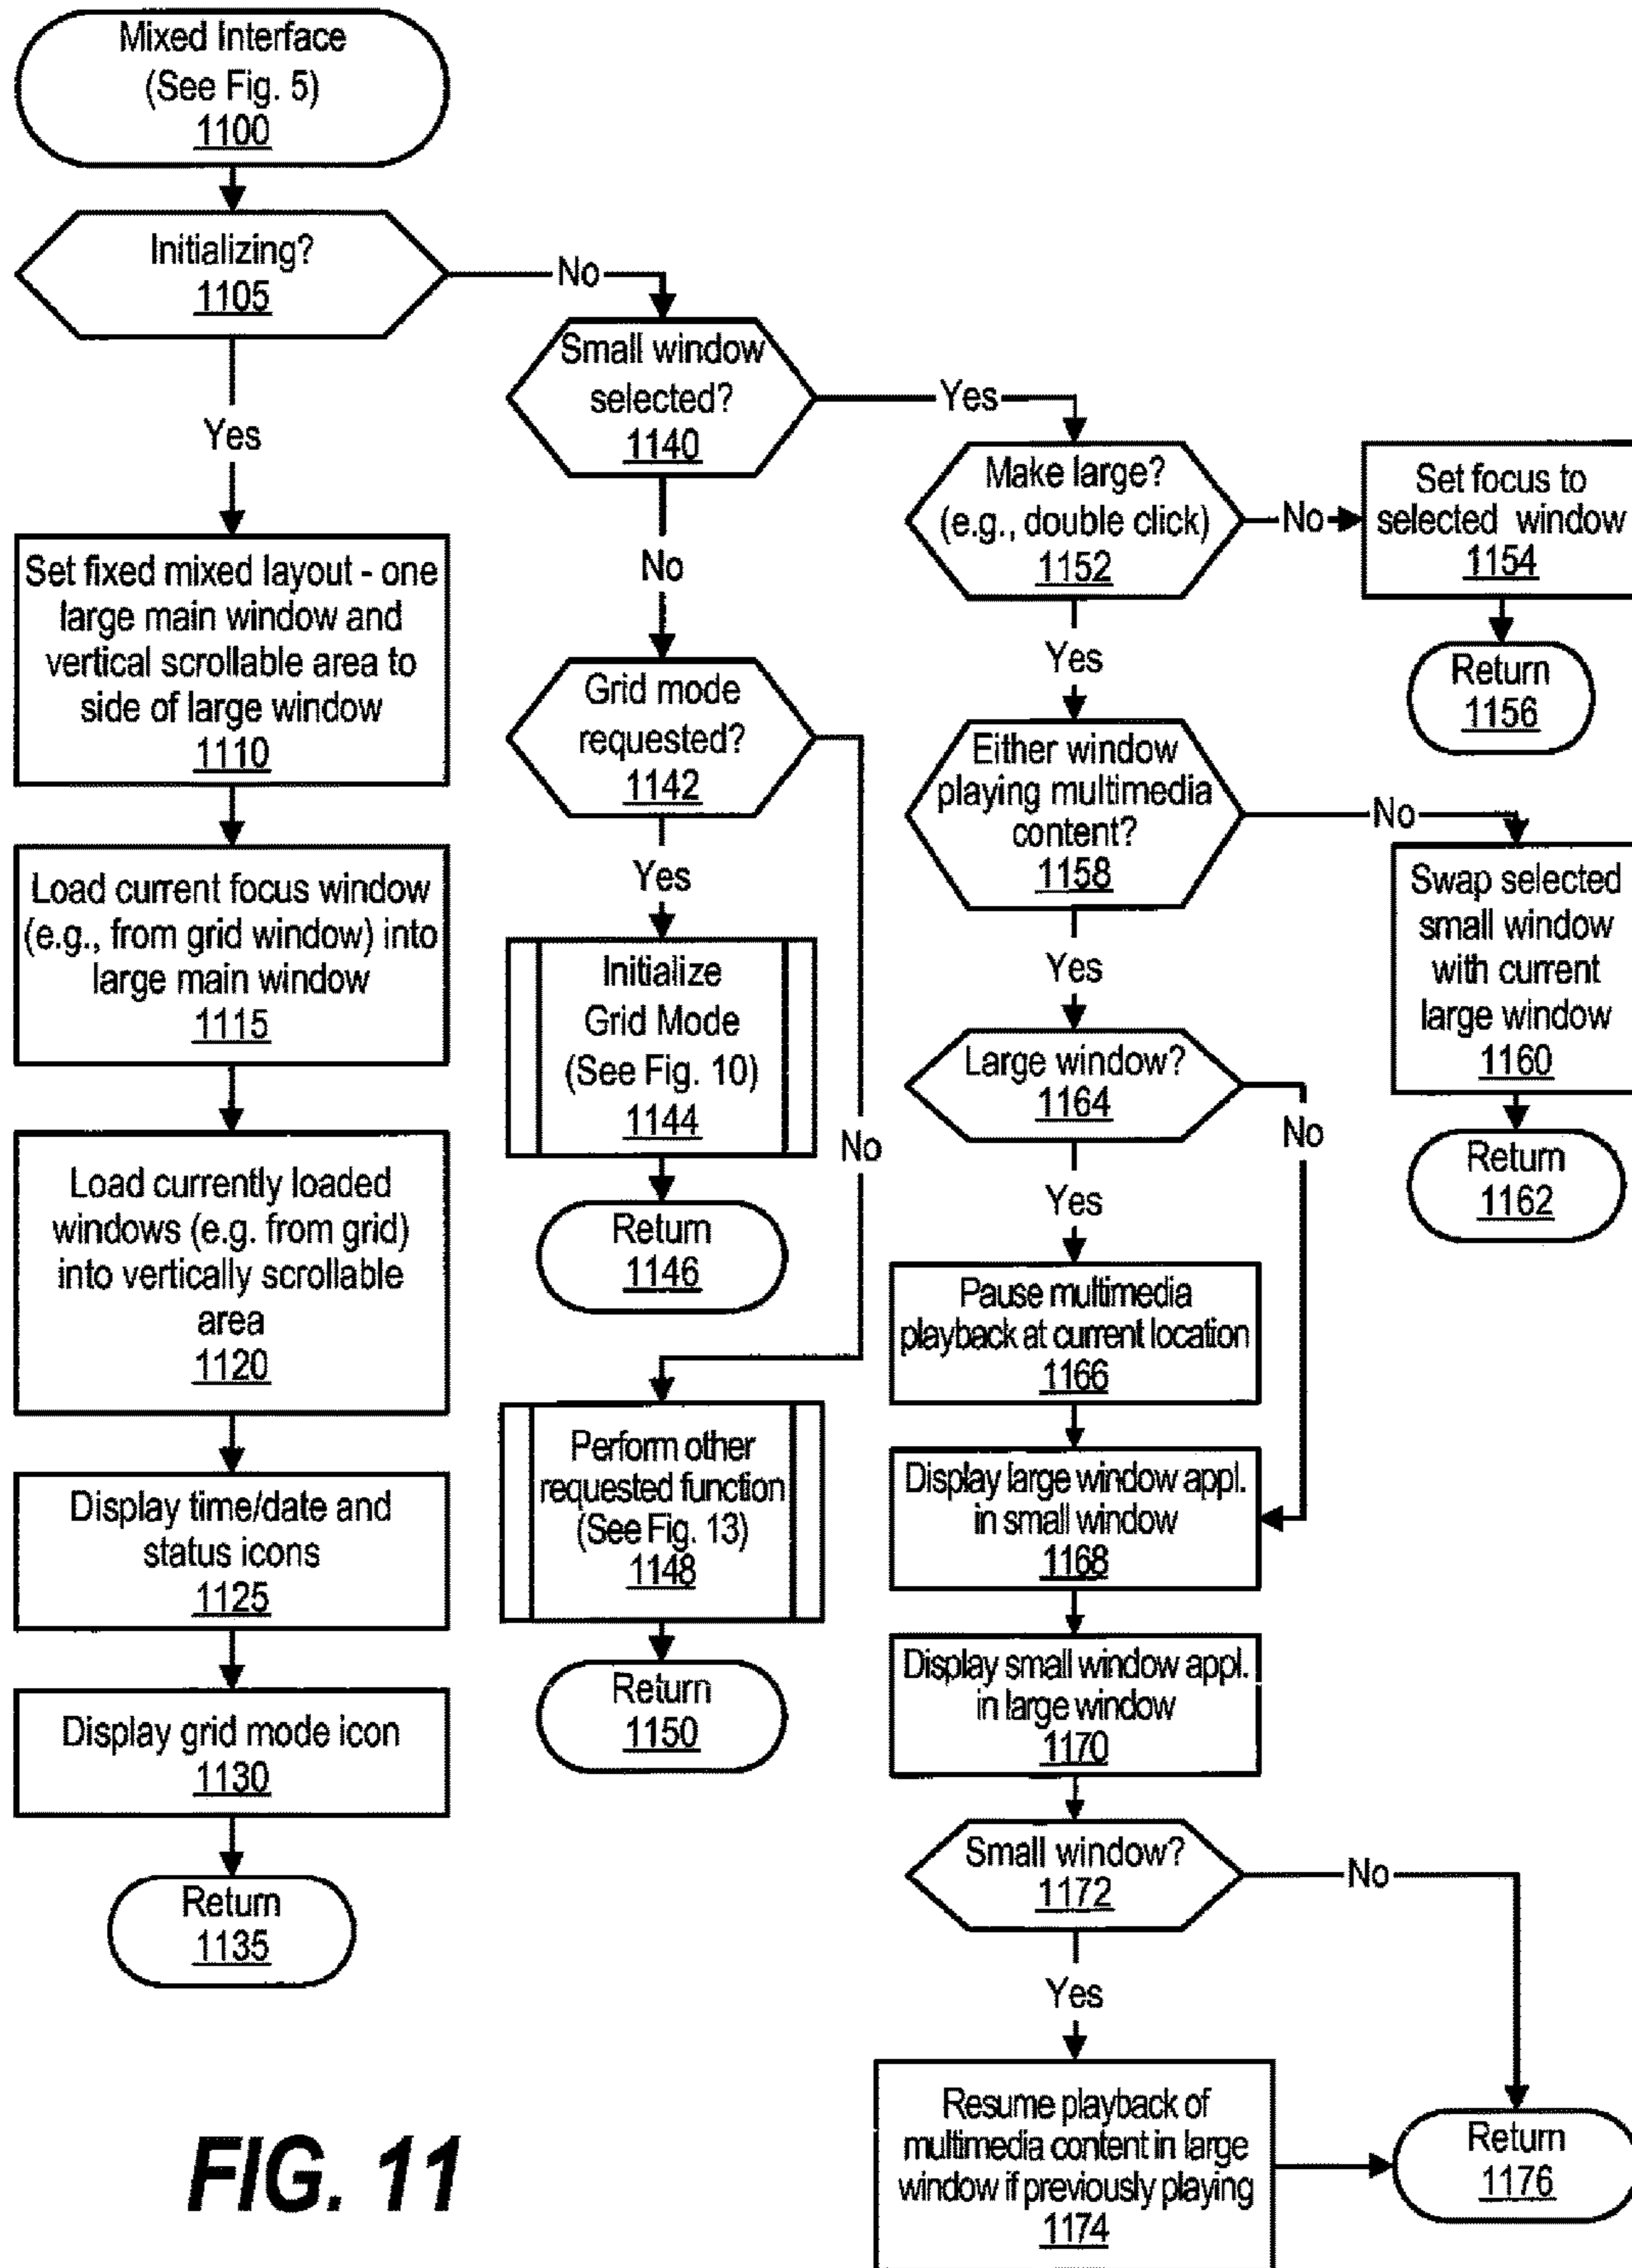 Mixed Interface
(See Fig. 5)
1100
Initializing?
1105
No
Yes
Set fixed mixed layout - one
large main window and
vertical scrollable area to
side of large window
1110
Load current focus window
(e.g., from grid window) into
large main window
1115
Load currently loaded
windows (e.g. from grid)
into vertically scrollable
area
1120
Display time/date and
status icons
1125
Display grid mode icon
1130
Return
1135
Small window
selected?
1140
Yes
No
Grid mode
requested?
1142
Yes
No
Initialize
Grid Mode
(See Fig. 10)
1144
Return
1146
Perform other
requested function
(See Fig. 13)
1148
Return
1150
Make large?
(e.g., double click)
1152
No
Set focus to
selected window
1154
Return
1156
Yes
Either window
playing multimedia
content?
1158
No
Swap selected
small window
with current
large window
1160
Return
1162
Yes
Large window?
1164
No
Yes
Pause multimedia
playback at current location
1166
Display large window appl.
in small window
1168
Display small window appl.
in large window
1170
Small window?
1172
No
Yes
Resume playback of
multimedia content in large
window if previously playing
1174
Return
1176
FIG. 11